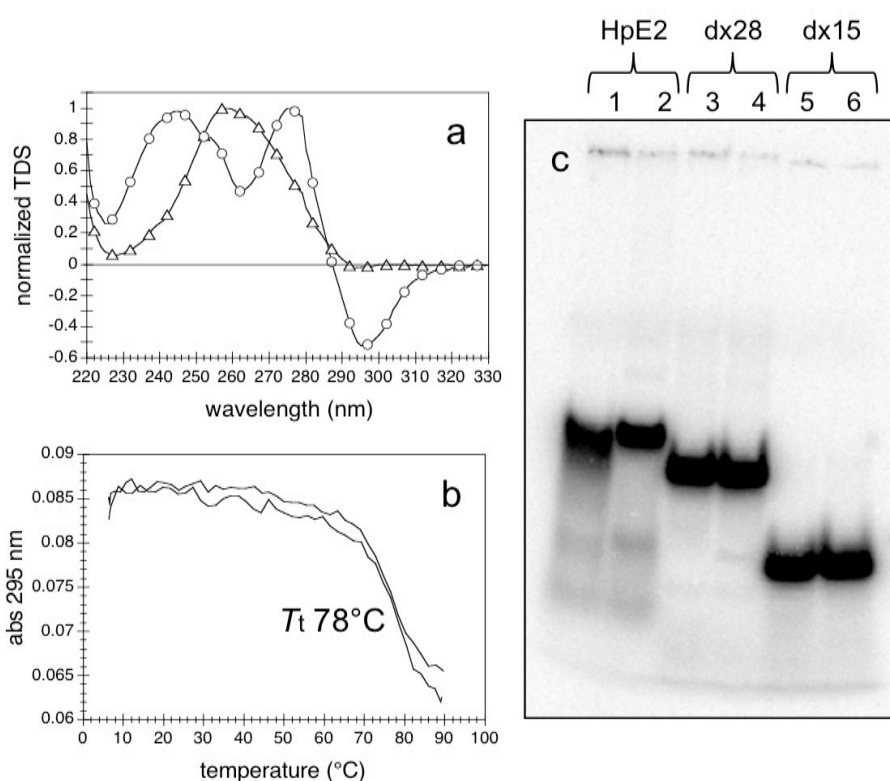 HpE2 dx28 dx15
1 2 3 4 5 6
a
1
0.8
0.6
0.4
0.2
0
-0.2
-0.4
-0.6
normalized TDS
220 230 240 250 260 270 280 290 300 310 320 330
wavelength (nm)
b
0.09
0.085
0.08
0.075
0.07
0.065
0.06
abs 295 nm
Tt 78°C
0 10 20 30 40 50 60 70 80 90 100
temperature (°C)
c